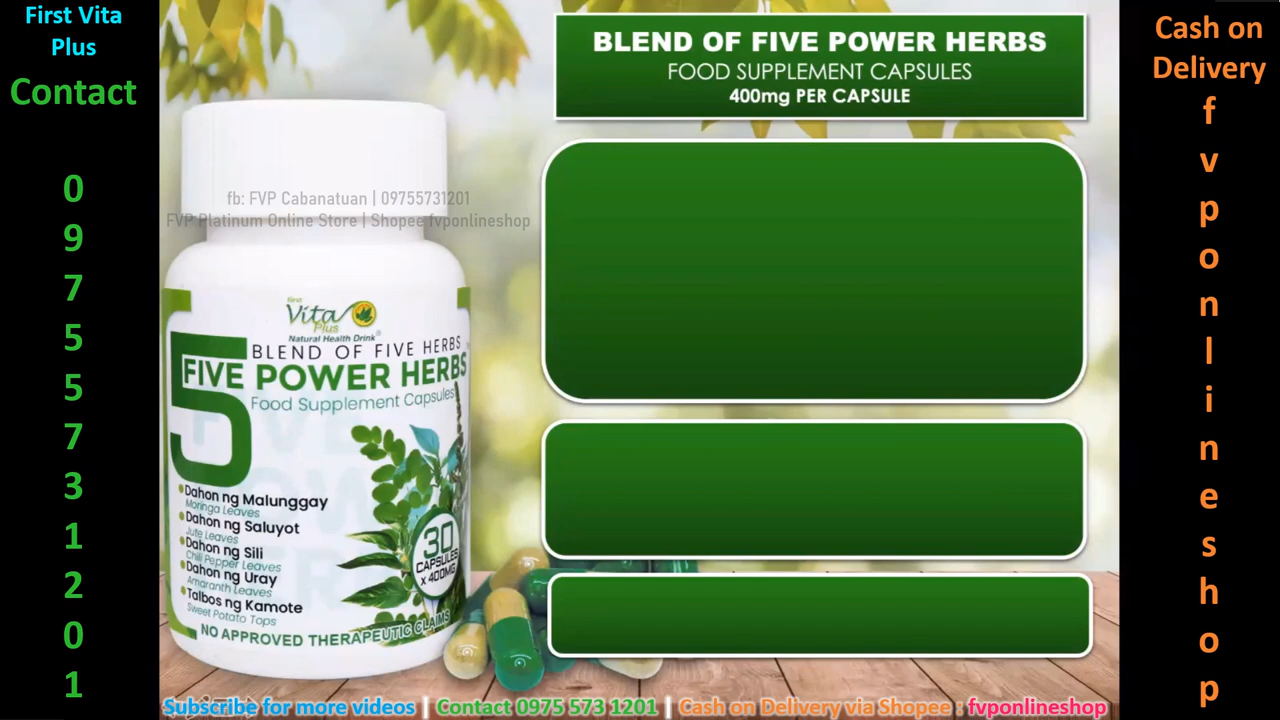 First Vita
Plus
Contact
0
9
7
5
5
7
3
1
2
0
1
BLEND OF FIVE POWER HERBS
FOOD SUPPLEMENT CAPSULES
400mg PER CAPSULE
fb: FVP Cabanatuan | 09755731201
FVP Platinum Online Store | Shopee fvponlineshop
First
Vita
Plus
Natural Health Drink®
5
BLEND OF FIVE HERBS
FIVE POWER HERBS
Food Supplement Capsules
Dahon ng Malunggay
Moringa Leaves
Dahon ng Saluyot
Jute Leaves
Dahon ng Sili
Chili Pepper Leaves
Dahon ng Uray
Amaranth Leaves
Talbos ng Kamote
Sweet Potato Tops
30
CAPSULES
x 400MG
NO APPROVED THERAPEUTIC CLAIMS
Cash on
Delivery
f
v
p
o
n
l
i
n
e
s
h
o
p
Subscribe for more videos | Contact 0975 573 1201 | Cash on Delivery via Shopee : fvponlineshop